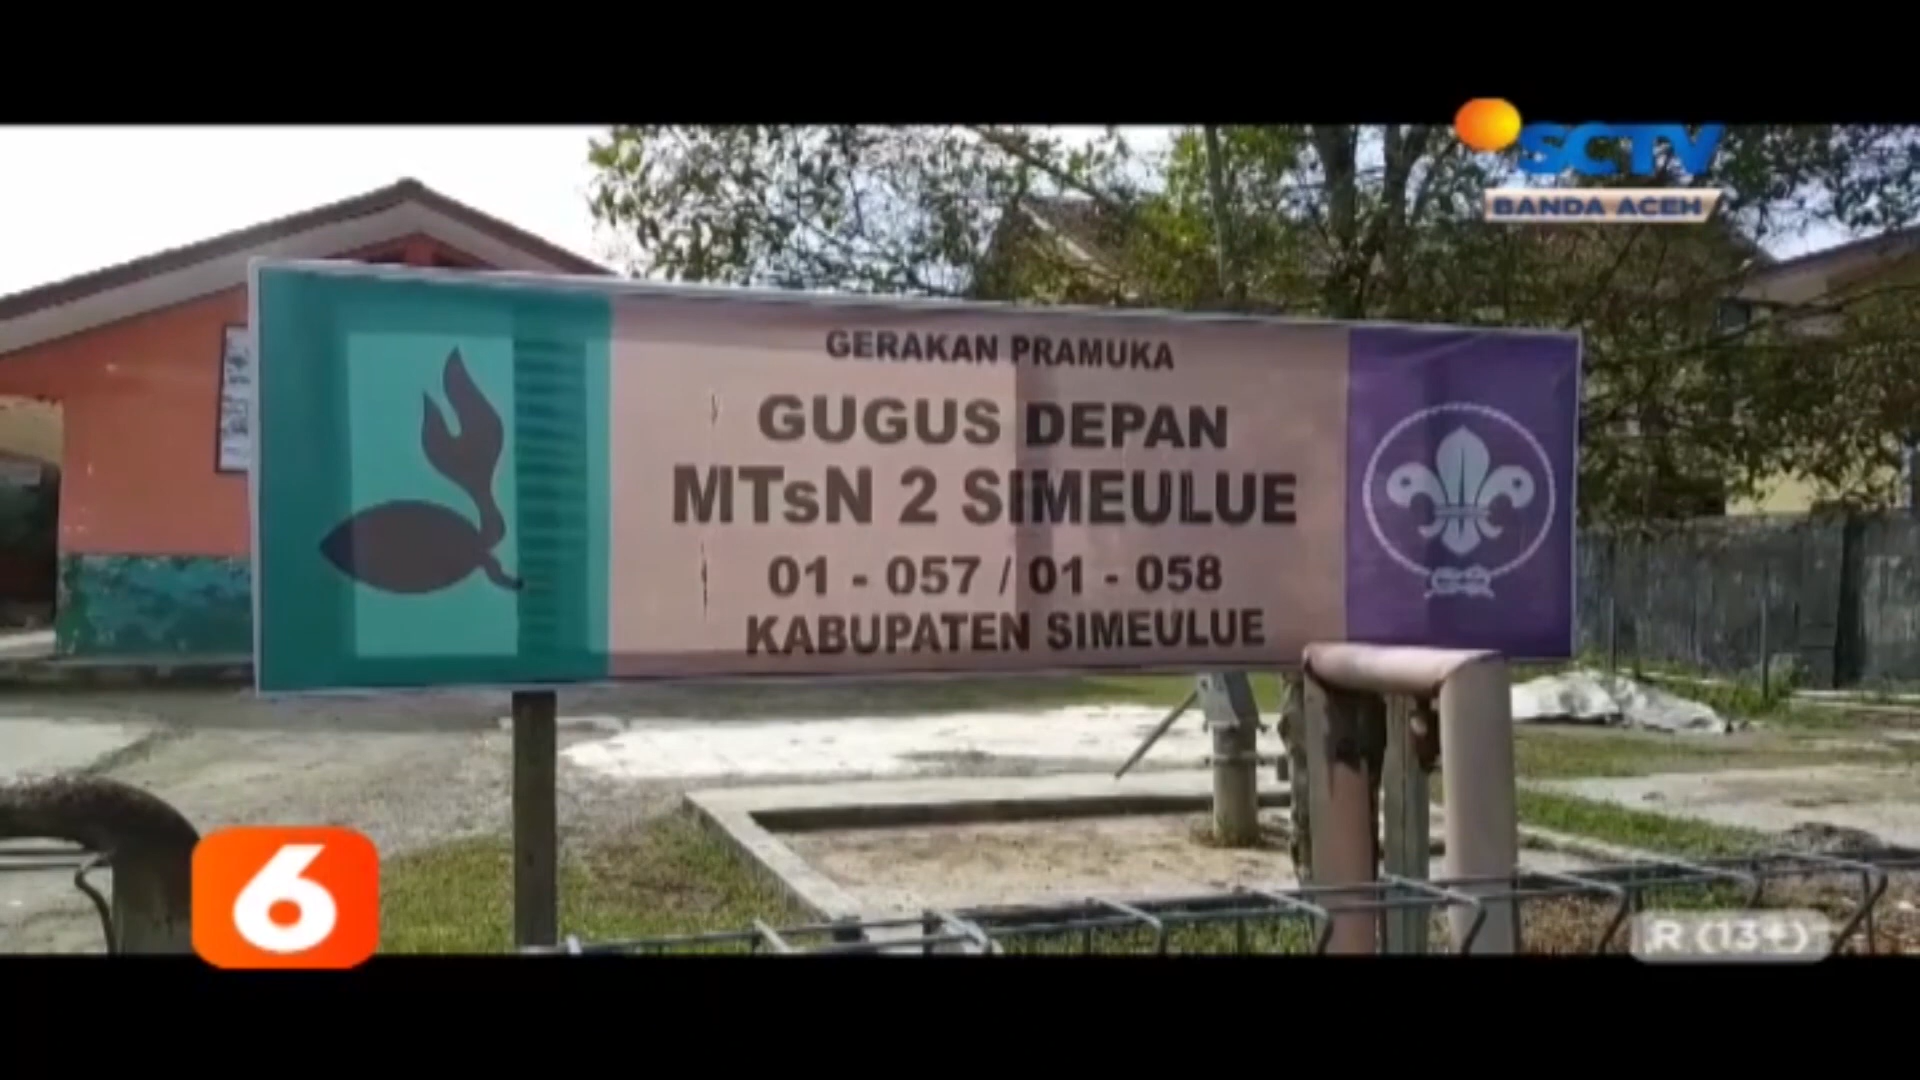 SCTV
BANDA ACEH
GERAKAN PRAMUKA
GUGUS DEPAN
MTsN 2 SIMEULUE
01 - 057 / 01 - 058
KABUPATEN SIMEULUE
6
R (13+)